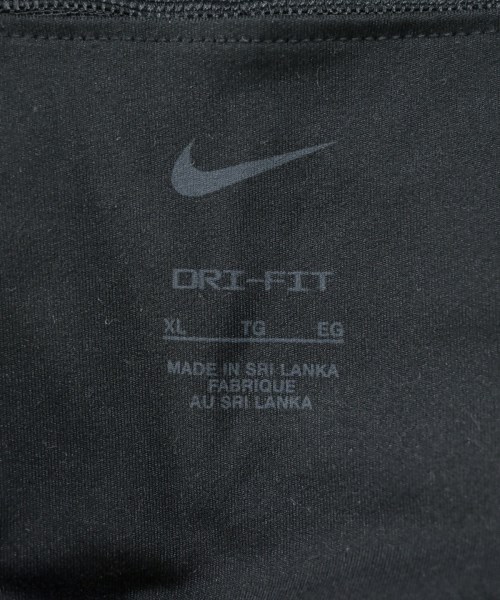 DRI-FIT
XL TG EG
MADE IN SRI LANKA
FABRIQUE
AU SRI LANKA